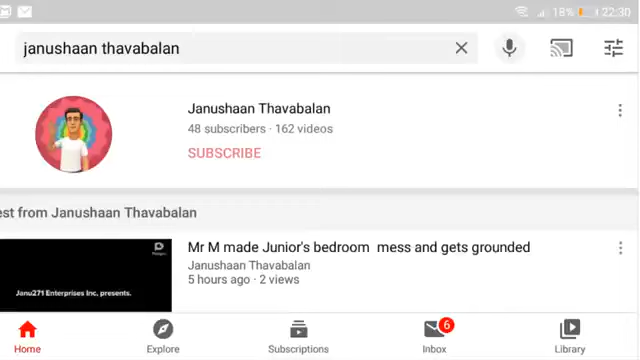 18% 22:30
janushaan thavabalan
Janushaan Thavabalan
48 subscribers · 162 videos
SUBSCRIBE
est from Janushaan Thavabalan
Mr M made Junior's bedroom mess and gets grounded
Janushaan Thavabalan
5 hours ago · 2 views
Janu271 Enterprises Inc. presents.
6
Home Explore Subscriptions Inbox Library